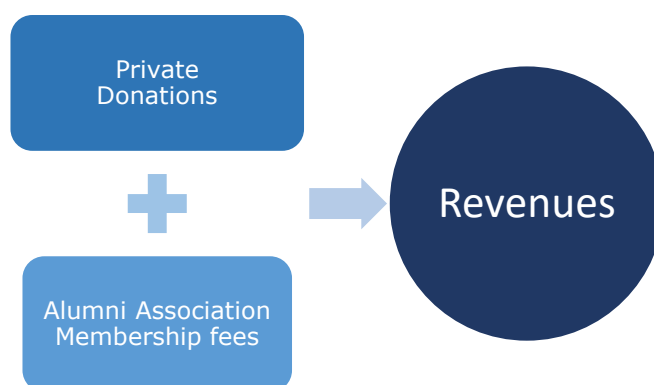 Private
Donations
Alumni Association
Membership fees
Revenues